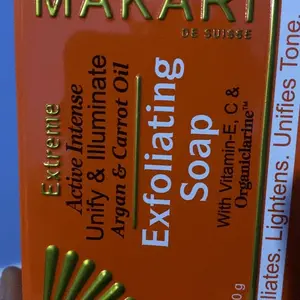 MAKARI
DE SUISSE
Extreme
Active Intense
Unify & Illuminate
Argan & Carrot Oil
Exfoliating
Soap
With Vitamin-E, C &
Organiclarine™
0 g
liates. Lightens. Unifies Tone.